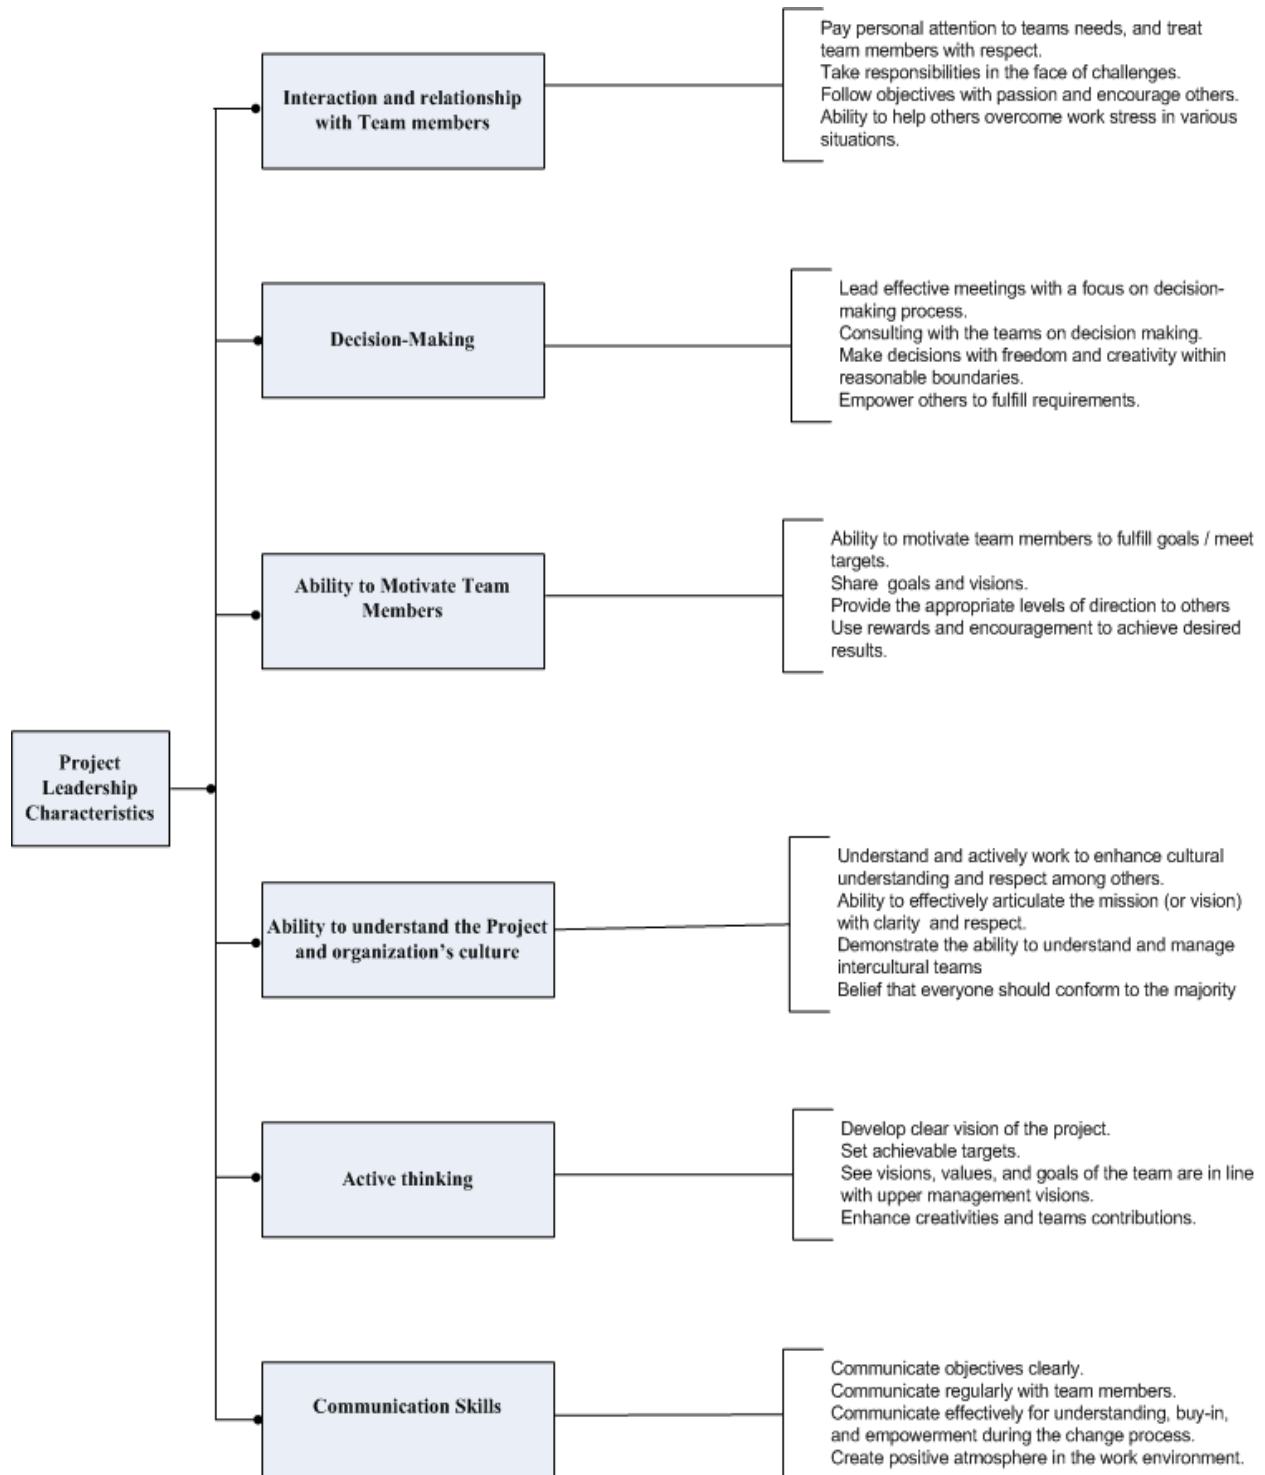 Project
Leadership
Characteristics
Interaction and relationship
with Team members
Pay personal attention to teams needs, and treat
team members with respect.
Take responsibilities in the face of challenges.
Follow objectives with passion and encourage others.
Ability to help others overcome work stress in various
situations.
Decision-Making
Lead effective meetings with a focus on decision-
making process.
Consulting with the teams on decision making.
Make decisions with freedom and creativity within
reasonable boundaries.
Empower others to fulfill requirements.
Ability to Motivate Team
Members
Ability to motivate team members to fulfill goals / meet
targets.
Share goals and visions.
Provide the appropriate levels of direction to others
Use rewards and encouragement to achieve desired
results.
Ability to understand the Project
and organization's culture
Understand and actively work to enhance cultural
understanding and respect among others.
Ability to effectively articulate the mission (or vision)
with clarity and respect.
Demonstrate the ability to understand and manage
intercultural teams
Belief that everyone should conform to the majority
Active thinking
Develop clear vision of the project.
Set achievable targets.
See visions, values, and goals of the team are in line
with upper management visions.
Enhance creativities and teams contributions.
Communication Skills
Communicate objectives clearly.
Communicate regularly with team members.
Communicate effectively for understanding, buy-in,
and empowerment during the change process.
Create positive atmosphere in the work environment.